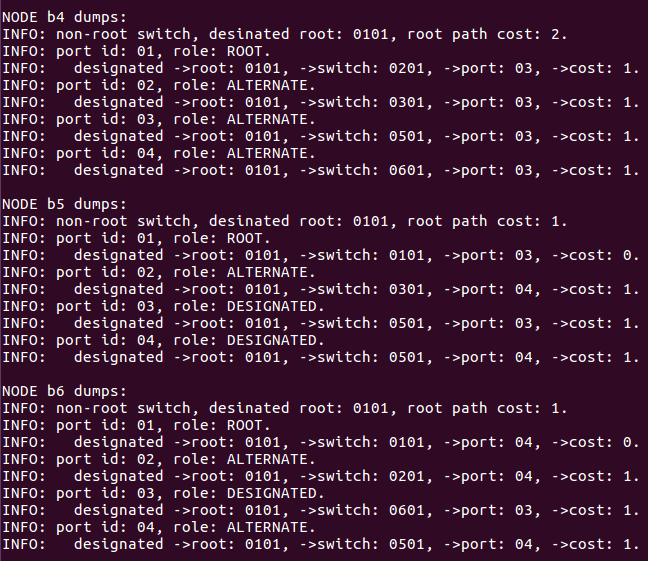 NODE b4 dumps:
INFO: non-root switch, desinated root: 0101, root path cost: 2.
INFO: port id: 01, role: ROOT.
INFO:   designated ->root: 0101, ->switch: 0201, ->port: 03, ->cost: 1.
INFO: port id: 02, role: ALTERNATE.
INFO:   designated ->root: 0101, ->switch: 0301, ->port: 03, ->cost: 1.
INFO: port id: 03, role: ALTERNATE.
INFO:   designated ->root: 0101, ->switch: 0501, ->port: 03, ->cost: 1.
INFO: port id: 04, role: ALTERNATE.
INFO:   designated ->root: 0101, ->switch: 0601, ->port: 03, ->cost: 1.

NODE b5 dumps:
INFO: non-root switch, desinated root: 0101, root path cost: 1.
INFO: port id: 01, role: ROOT.
INFO:   designated ->root: 0101, ->switch: 0101, ->port: 03, ->cost: 0.
INFO: port id: 02, role: ALTERNATE.
INFO:   designated ->root: 0101, ->switch: 0301, ->port: 04, ->cost: 1.
INFO: port id: 03, role: DESIGNATED.
INFO:   designated ->root: 0101, ->switch: 0501, ->port: 03, ->cost: 1.
INFO: port id: 04, role: DESIGNATED.
INFO:   designated ->root: 0101, ->switch: 0501, ->port: 04, ->cost: 1.

NODE b6 dumps:
INFO: non-root switch, desinated root: 0101, root path cost: 1.
INFO: port id: 01, role: ROOT.
INFO:   designated ->root: 0101, ->switch: 0101, ->port: 04, ->cost: 0.
INFO: port id: 02, role: ALTERNATE.
INFO:   designated ->root: 0101, ->switch: 0201, ->port: 04, ->cost: 1.
INFO: port id: 03, role: DESIGNATED.
INFO:   designated ->root: 0101, ->switch: 0601, ->port: 03, ->cost: 1.
INFO: port id: 04, role: ALTERNATE.
INFO:   designated ->root: 0101, ->switch: 0501, ->port: 04, ->cost: 1.